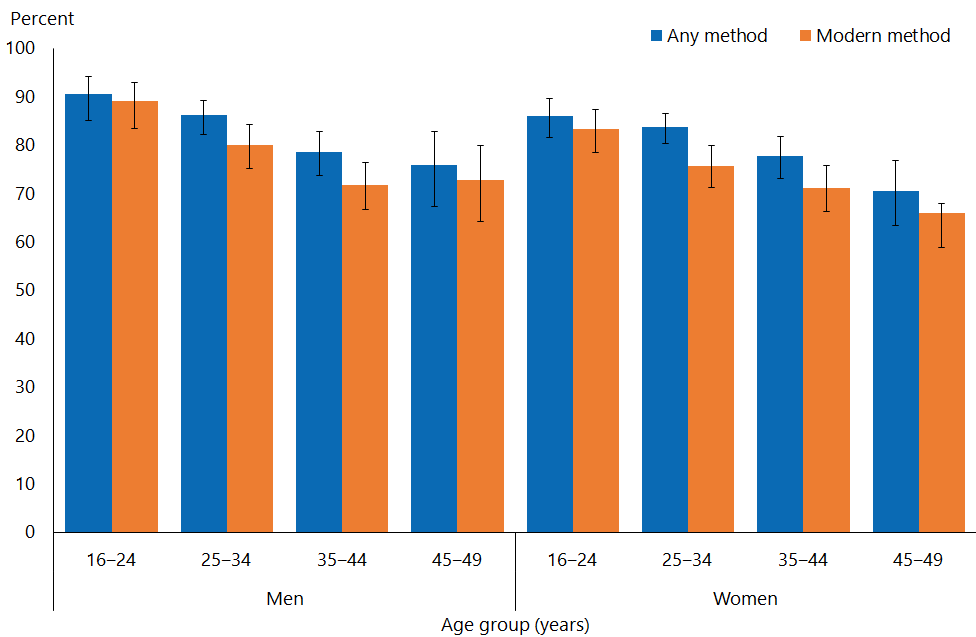 Percent
Any method Modern method
100
90
80
70
60
50
40
30
20
10
0
16–24 25–34 35–44 45–49 16–24 25–34 35–44 45–49
Men Women
Age group (years)